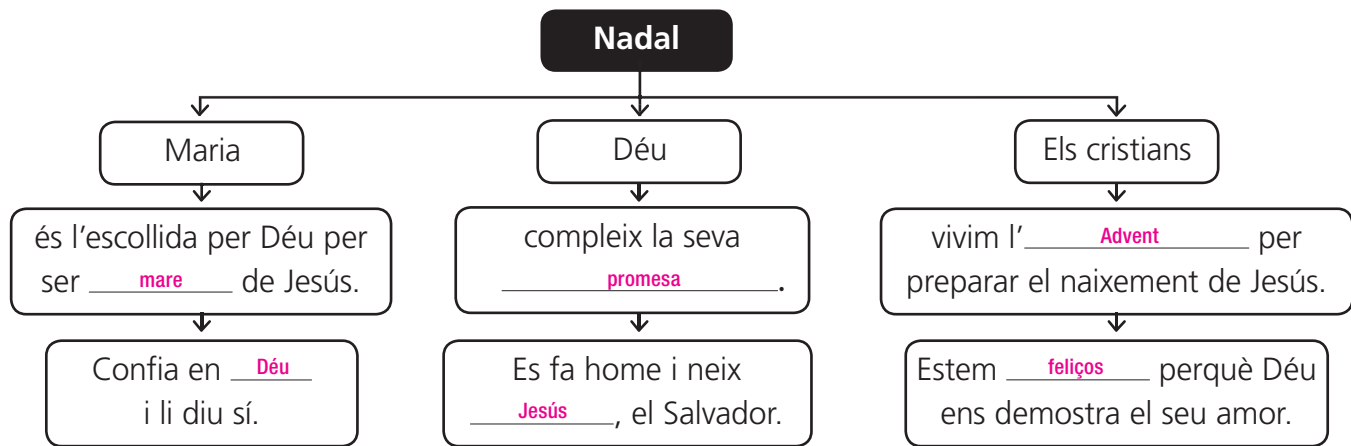 Nadal
Maria
Déu
Els cristians
és l'escollida per Déu per
ser mare de Jesús.
compleix la seva
promesa.
vivim l'Advent per
preparar el naixement de Jesús.
Confia en Déu
i li diu sí.
Es fa home i neix
Jesús, el Salvador.
Estem feliços perquè Déu
ens demostra el seu amor.